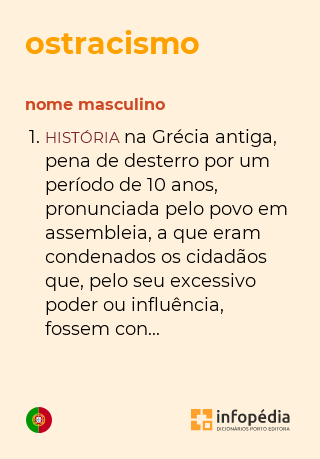 ostracismo
nome masculino
1. HISTÓRIA na Grécia antiga,
pena de desterro por um
período de 10 anos,
pronunciada pelo povo em
assembleia, a que eram
condenados os cidadãos
que, pelo seu excessivo
poder ou influência,
fossem con...
infopédia
DICIONÁRIOS PORTO EDITORA